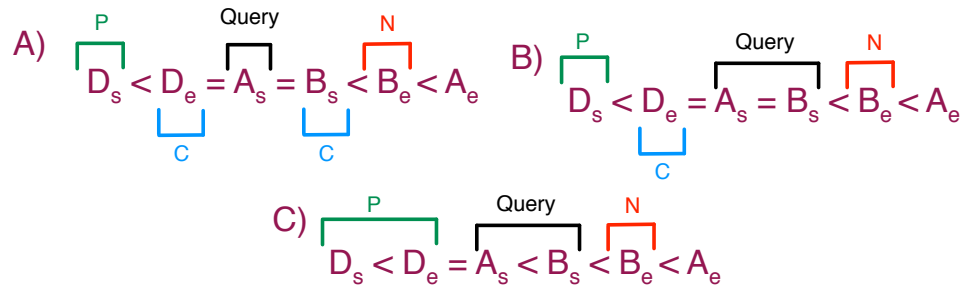 A)
P Query N
Dₛ < Dₑ = Aₛ = Bₛ < Bₑ < Aₑ
C C
B)
P Query N
Dₛ < Dₑ = Aₛ = Bₛ < Bₑ < Aₑ
C
C)
P Query N
Dₛ < Dₑ = Aₛ < Bₛ < Bₑ < Aₑ